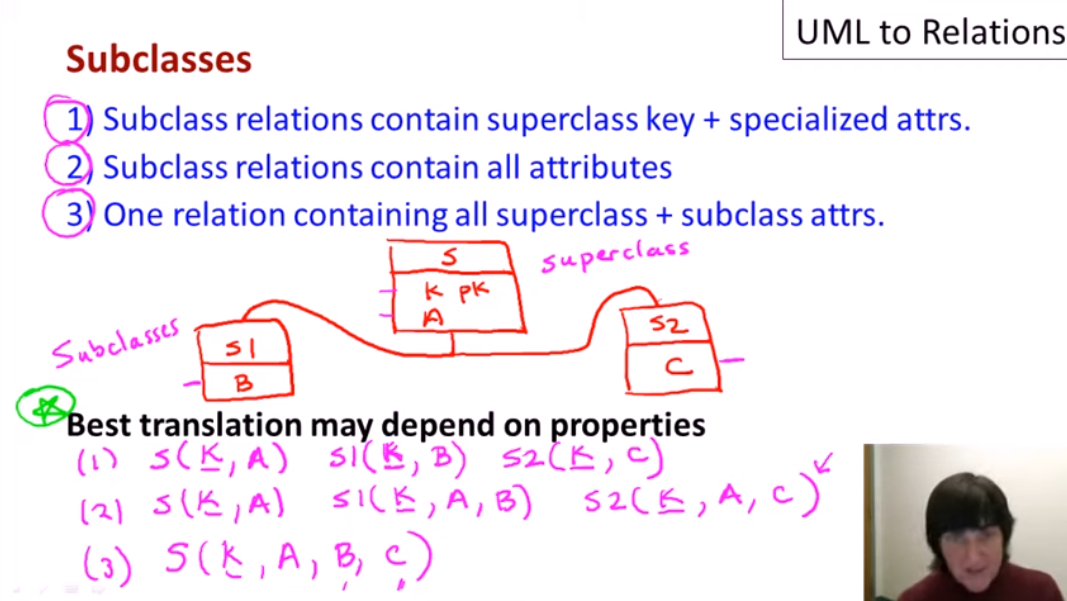 UML to Relations
Subclasses
1) Subclass relations contain superclass key + specialized attrs.
2) Subclass relations contain all attributes
3) One relation containing all superclass + subclass attrs.
S
superclass
K PK
A
Subclasses
S1
B
S2
C
Best translation may depend on properties
(1) S(K, A) S1(K, B) S2(K, C)
(2) S(K, A) S1(K, A, B) S2(K, A, C)
(3) S(K, A, B, C)